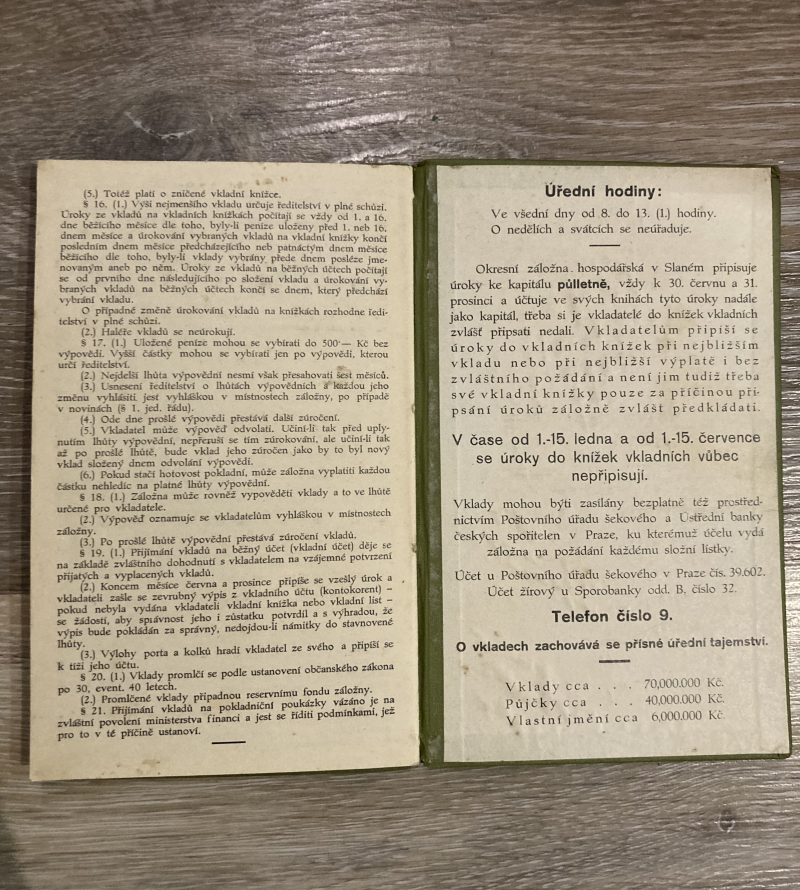 (5.) Totéž platí o zničené vkladní knížce.
§ 16. (1.) Výši nejmenšího vkladu určuje ředitelství v plné schůzi.
Úroky ze vkladů na vkladních knížkách počítají se vždy od 1. a 16.
dne běžícího měsíce dle toho, byly-li peníze uloženy před 1. neb 16.
dnem měsíce a úrokování vybraných vkladů na vkladní knížky končí
posledním dnem měsíce předcházejícího neb patnáctým dnem měsíce
běžícího dle toho, byly-li vklady vybrány přede dnem posléze jme-
novaným aneb po něm. Úroky ze vkladů na běžných účtech počítají
se od prvního dne následujícího po složení vkladu a úrokování vy-
braných vkladů na běžných účtech končí se dnem, který předchází
vybrání vkladu.
O případné změně úrokování vkladů na knížkách rozhodne ředi-
telství v plné schůzi.
(2.) Haléře vkladů se neúrokují.
§ 17. (1.) Uložené peníze mohou se vybírati do 500·— Kč bez
výpovědi. Vyšší částky mohou se vybírati jen po výpovědi, kterou
určí ředitelství.
(2.) Nejdelší lhůta výpovědní nesmí však přesahovati šest měsíců.
(3.) Usnesení ředitelství o lhůtách výpovědních a každou jeho
změnu vyhlásiti jest vyhláškou v místnostech záložny, po případě
v novinách (§ 1. jed. řádu).
(4.) Ode dne prošlé výpovědi přestává další zúročení.
(5.) Vkladatel může výpověď odvolati. Učiní-li tak před uply-
nutím lhůty výpovědní, nepřeruší se tím zúrokování, ale učiní-li tak
až po prošlé lhůtě, bude vklad jeho zúročen jako by to byl nový
vklad složený dnem odvolání výpovědi.
(6.) Pokud stačí hotovost pokladní, může záložna vyplatiti každou
částku nehledíc na platné lhůty výpovědní.
§ 18. (1.) Záložna může rovněž vypověděti vklady a to ve lhůtě
určené pro vkladatele.
(2.) Výpověď oznamuje se vkladatelům vyhláškou v místnostech
záložny.
(3.) Po prošlé lhůtě výpovědní přestává zúročení vkladů.
§ 19. (1.) Přijímání vkladů na běžný účet (vkladní účet) děje se
na základě zvláštního dohodnutí s vkladatelem na vzájemné potvrzení
přijatých a vyplacených vkladů.
(2.) Koncem měsíce června a prosince připíše se vzešlý úrok a
vkladateli zašle se zevrubný výpis z vkladního účtu (kontokorent) –
pokud nebyla vydána vkladateli vkladní knížka nebo vkladní list –
se žádostí, aby správnost jeho i zůstatku potvrdil a s výhradou, že
výpis bude pokládán za správný, nedojdou-li námitky do stanovené
lhůty.
(3.) Výlohy porta a kolků hradí vkladatel ze svého a připíší se
k tíži jeho účtu.
§ 20. (1.) Vklady promlčí se podle ustanovení občanského zákona
po 30, event. 40 letech.
(2.) Promlčené vklady případnou reservnímu fondu záložny.
§ 21. Přijímání vkladů na pokladniční poukázky vázáno je na
zvláštní povolení ministerstva financí a jest se říditi podmínkami, jež
pro to v té příčině ustanoví.
Úřední hodiny:
Ve všední dny od 8. do 13. (1.) hodiny.
O nedělích a svátcích se neúřaduje.
Okresní záložna hospodářská v Slaném připisuje
úroky ke kapitálu půlletně, vždy k 30. červnu a 31.
prosinci a účtuje ve svých knihách tyto úroky nadále
jako kapitál, třeba si je vkladatelé do knížek vkladních
zvlášť připsati nedali. Vkladatelům připíší se
úroky do vkladních knížek při nejbližším
vkladu nebo při nejbližší výplatě i bez
zvláštního požádání a není jim tudíž třeba
své vkladní knížky pouze za příčinou při-
psání úroků záložně zvlášť předkládati.
V čase od 1.-15. ledna a od 1.-15. července
se úroky do knížek vkladních vůbec
nepřipisují.
Vklady mohou býti zasílány bezplatně též prostřed-
nictvím Poštovního úřadu šekového a Ústřední banky
českých spořitelen v Praze, ku kterémuž účelu vydá
záložna na požádání každému složní lístky.
Účet u Poštovního úřadu šekového v Praze čís. 39.602.
Účet žírový u Sporobanky odd. B, číslo 32.
Telefon číslo 9.
O vkladech zachovává se přísné úřední tajemství.
Vklady cca . . . 70,000.000 Kč.
Půjčky cca . . . 40,000.000 Kč.
Vlastní jmění cca 6,000.000 Kč.